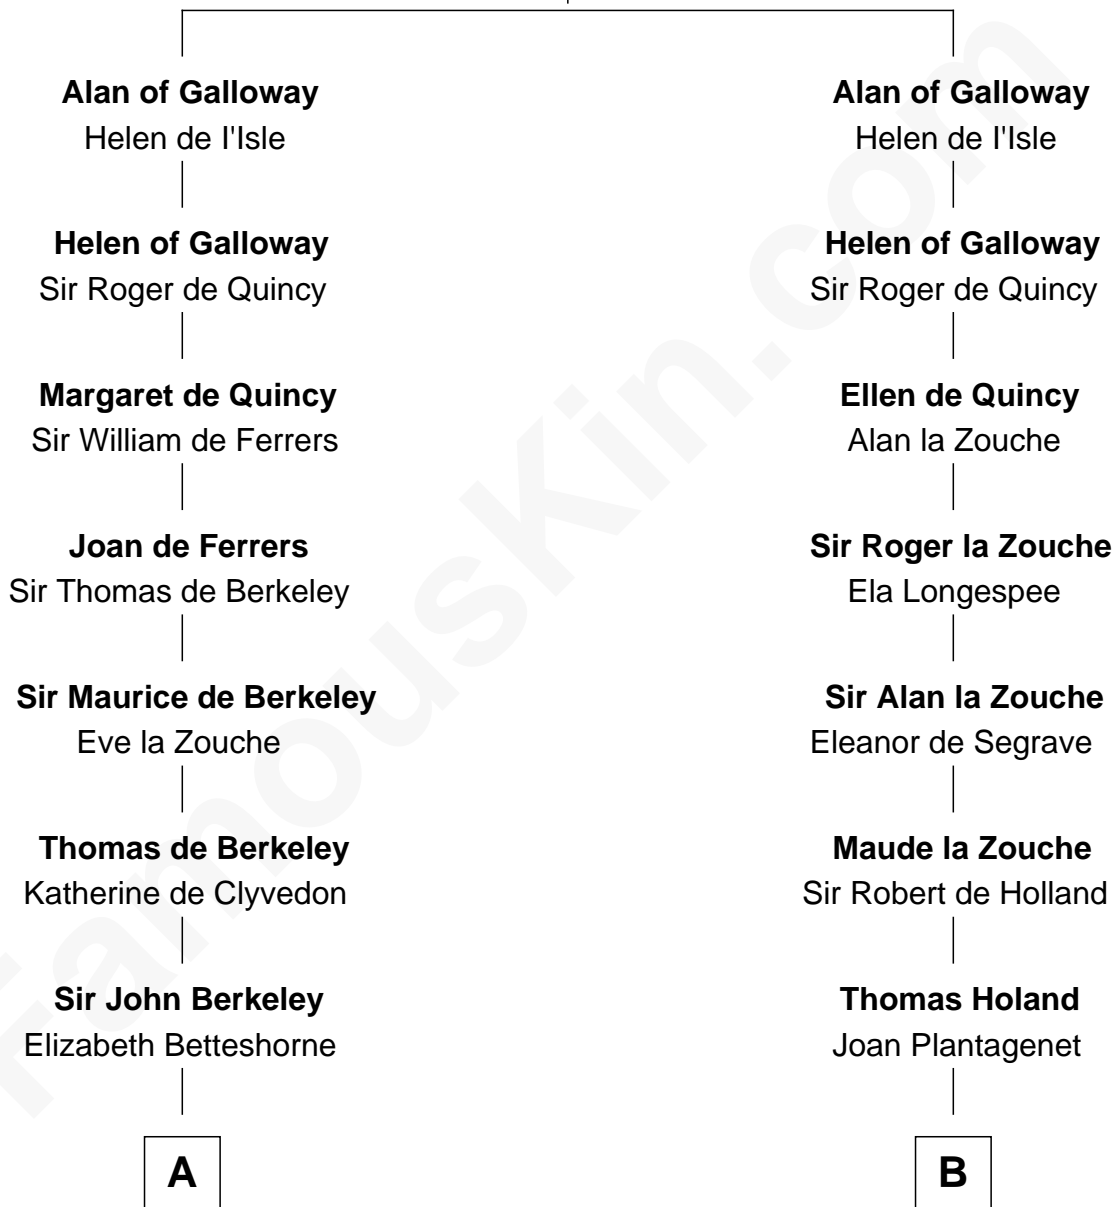 Alan of Galloway
Helen de I'Isle
Helen of Galloway
Sir Roger de Quincy
Margaret de Quincy
Sir William de Ferrers
Joan de Ferrers
Sir Thomas de Berkeley
Sir Maurice de Berkeley
Eve la Zouche
Thomas de Berkeley
Katherine de Clyvedon
Sir John Berkeley
Elizabeth Betteshorne
A
Alan of Galloway
Helen de I'Isle
Helen of Galloway
Sir Roger de Quincy
Ellen de Quincy
Alan la Zouche
Sir Roger la Zouche
Ela Longespee
Sir Alan la Zouche
Eleanor de Segrave
Maude la Zouche
Sir Robert de Holland
Thomas Holand
Joan Plantagenet
B
FamousKin.com